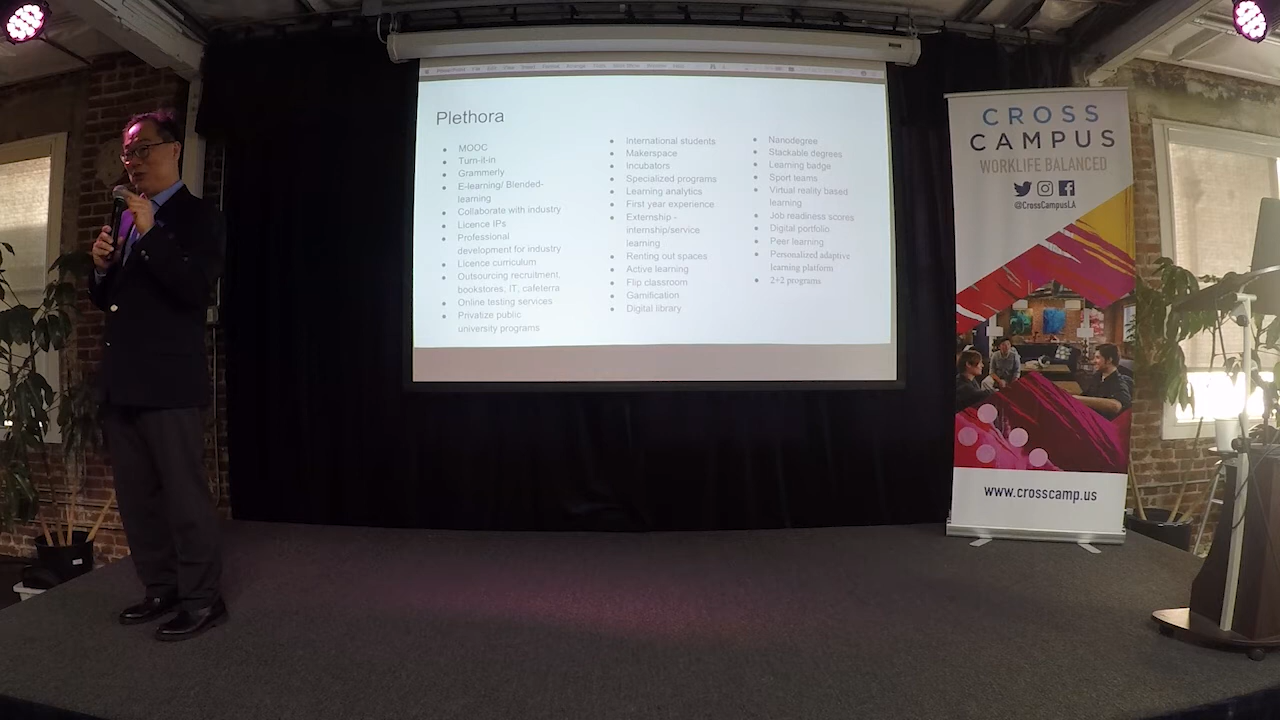 Plethora
MOOC
Turn-it-in
Grammerly
E-learning/ Blended-
learning
Collaborate with industry
Licence IPs
Professional
development for industry
Licence curriculum
Outsourcing recruitment,
bookstores, IT, cafeterra
Online testing services
Privatize public
university programs
International students
Makerspace
Incubators
Specialized programs
Learning analytics
First year experience
Externship -
internship/service
learning
Renting out spaces
Active learning
Flip classroom
Gamification
Digital library
Nanodegree
Stackable degrees
Learning badge
Sport teams
Virtual reality based
learning
Job readiness scores
Digital portfolio
Peer learning
Personalized adaptive
learning platform
2+2 programs
CROSS
CAMPUS
WORKLIFE BALANCED
@CrossCampusLA
www.crosscamp.us